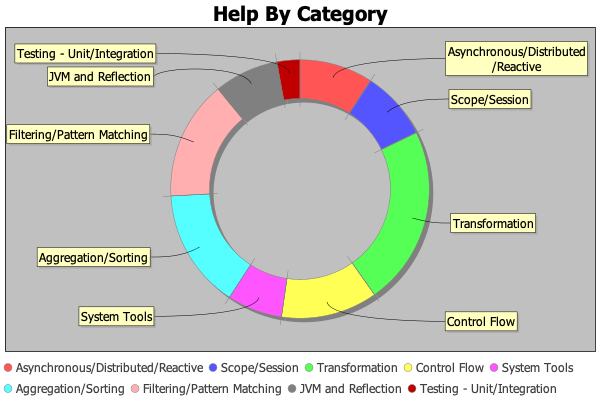 Help By Category
Testing - Unit/Integration
JVM and Reflection
Filtering/Pattern Matching
Aggregation/Sorting
System Tools
Asynchronous/Distributed
/Reactive
Scope/Session
Transformation
Control Flow
Asynchronous/Distributed/Reactive Scope/Session Transformation Control Flow System Tools
Aggregation/Sorting Filtering/Pattern Matching JVM and Reflection Testing - Unit/Integration